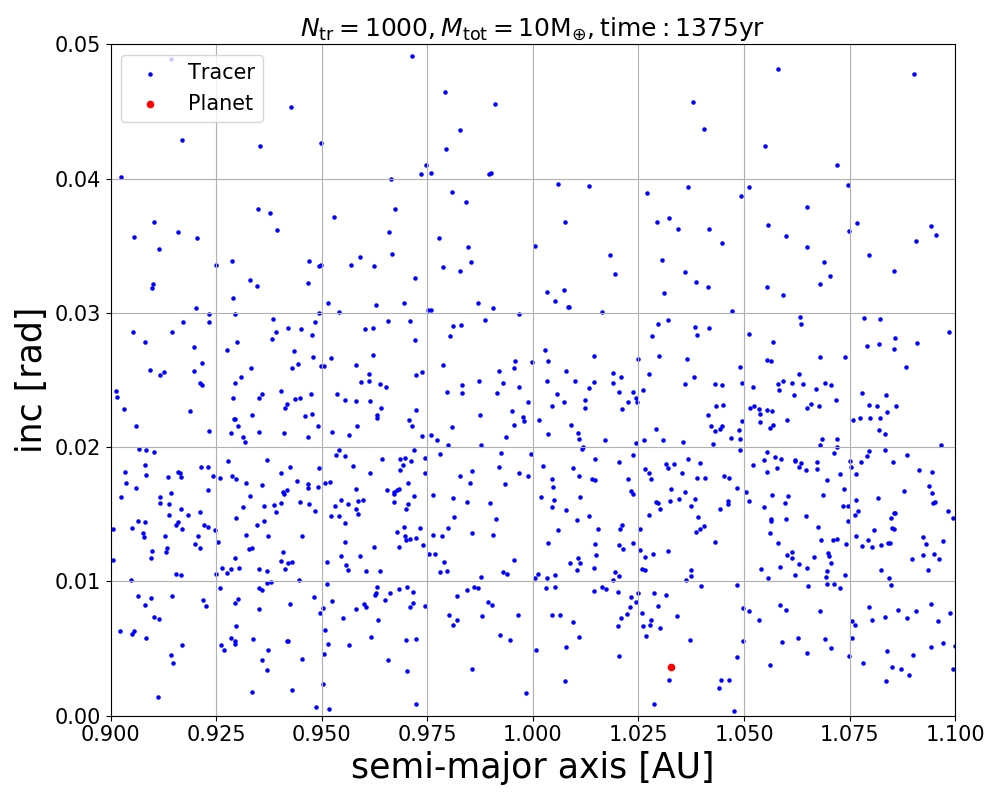 N_tr = 1000, M_tot = 10M_⊕, time : 1375yr
Tracer
Planet
inc [rad]
0.05
0.04
0.03
0.02
0.01
0.00
0.900 0.925 0.950 0.975 1.000 1.025 1.050 1.075 1.100
semi-major axis [AU]